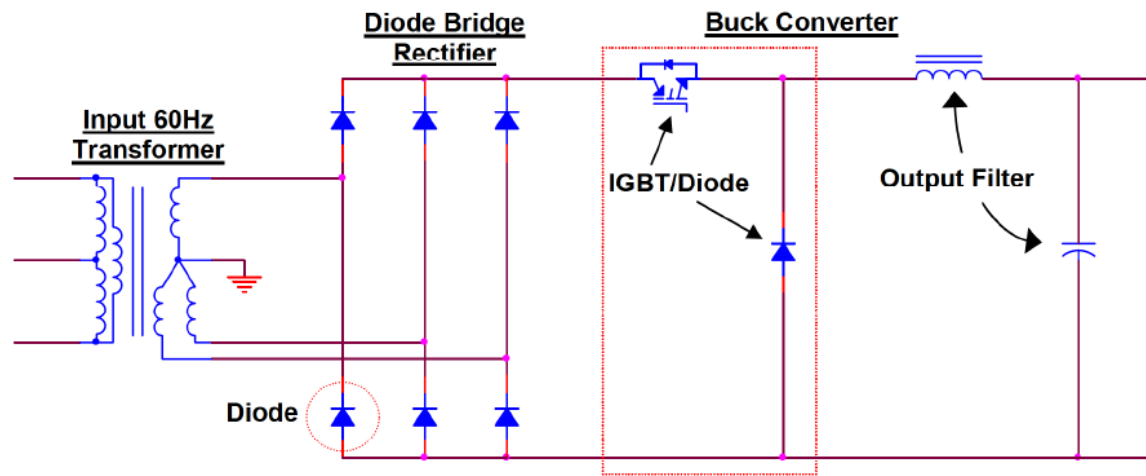 Diode Bridge
Rectifier
Buck Converter
Input 60Hz
Transformer
IGBT/Diode
Output Filter
Diode